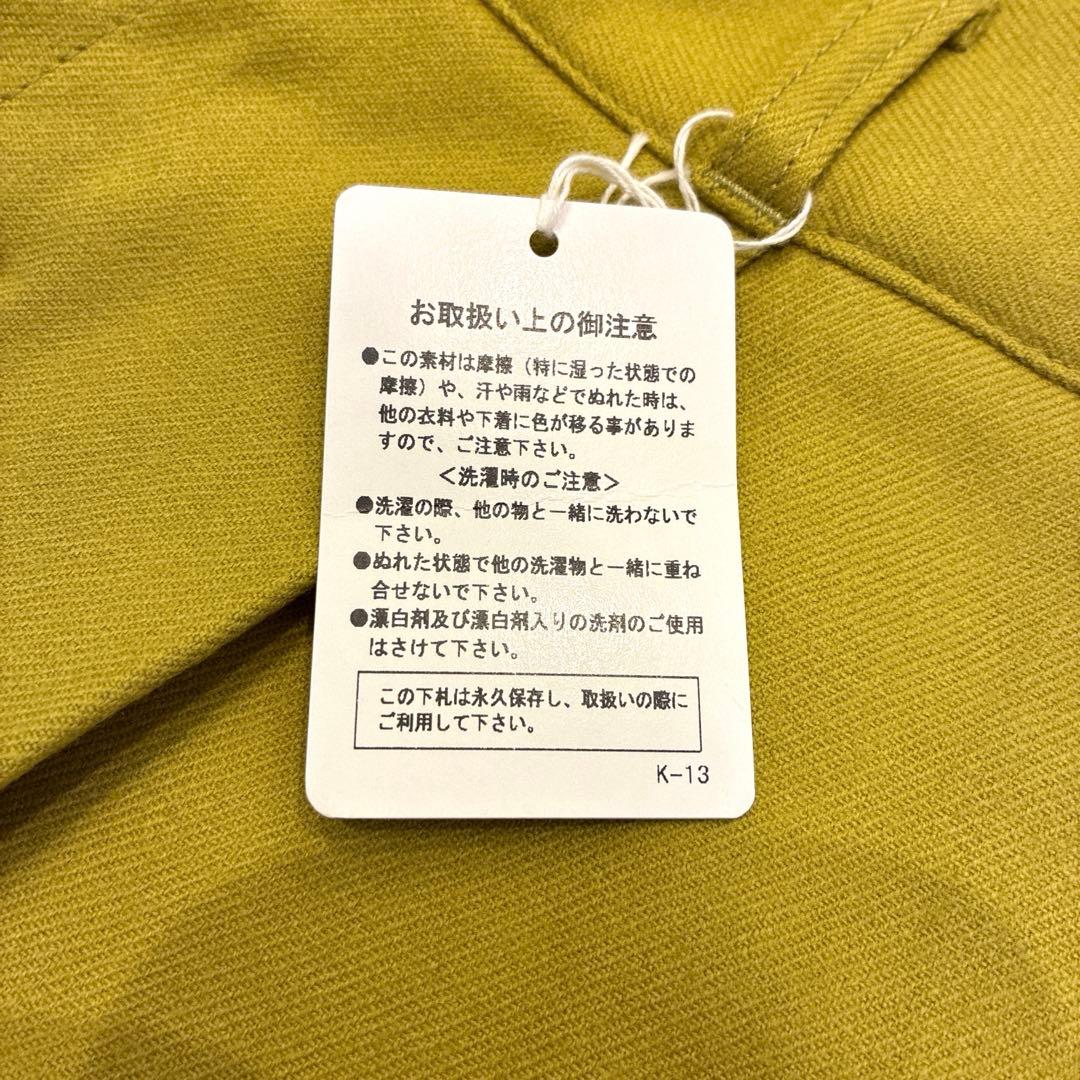 お取扱い上の御注意
●この素材は摩擦（特に湿った状態での
摩擦）や、汗や雨などでぬれた時は、
他の衣料や下着に色が移る事がありま
すので、ご注意下さい。
＜洗濯時のご注意＞
●洗濯の際、他の物と一緒に洗わないで
下さい。
●ぬれた状態で他の洗濯物と一緒に重ね
合せないで下さい。
●漂白剤及び漂白剤入りの洗剤のご使用
はさけて下さい。
この下札は永久保存し、取扱いの際に
ご利用して下さい。
K-13